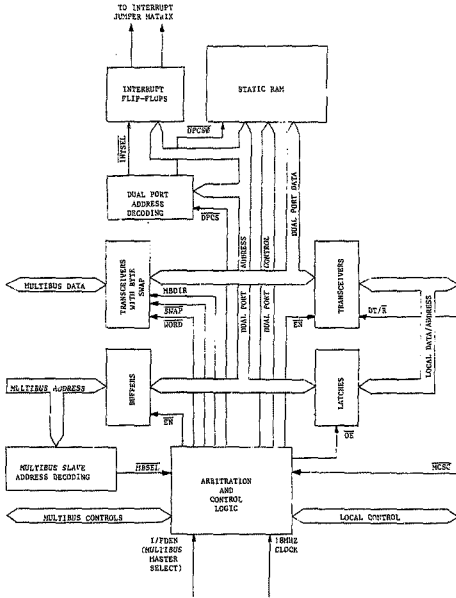 TO INTERRUPT
JUMPER MATRIX
INTERRUPT
FLIP-FLOPS
STATIC RAM
INTSEL
DPCSW
DUAL PORT
ADDRESS
DECODING
DPCS
DUAL PORT ADDRESS
DUAL PORT CONTROL
DUAL PORT DATA
MULTIBUS DATA
TRANSCEIVERS
WITH BYTE
SWAP
MBDIR
SWAP
WORD
TRANSCEIVERS
EN
DT/R
LOCAL DATA/ADDRESS
MULTIBUS ADDRESS
BUFFERS
EN
LATCHES
OE
MULTIBUS SLAVE
ADDRESS DECODING
MBSEL
ARBITRATION
AND
CONTROL
LOGIC
MCSC
MULTIBUS CONTROLS
LOCAL CONTROL
I/PDEN
(MULTIBUS
MASTER
SELECT)
18MHZ
CLOCK